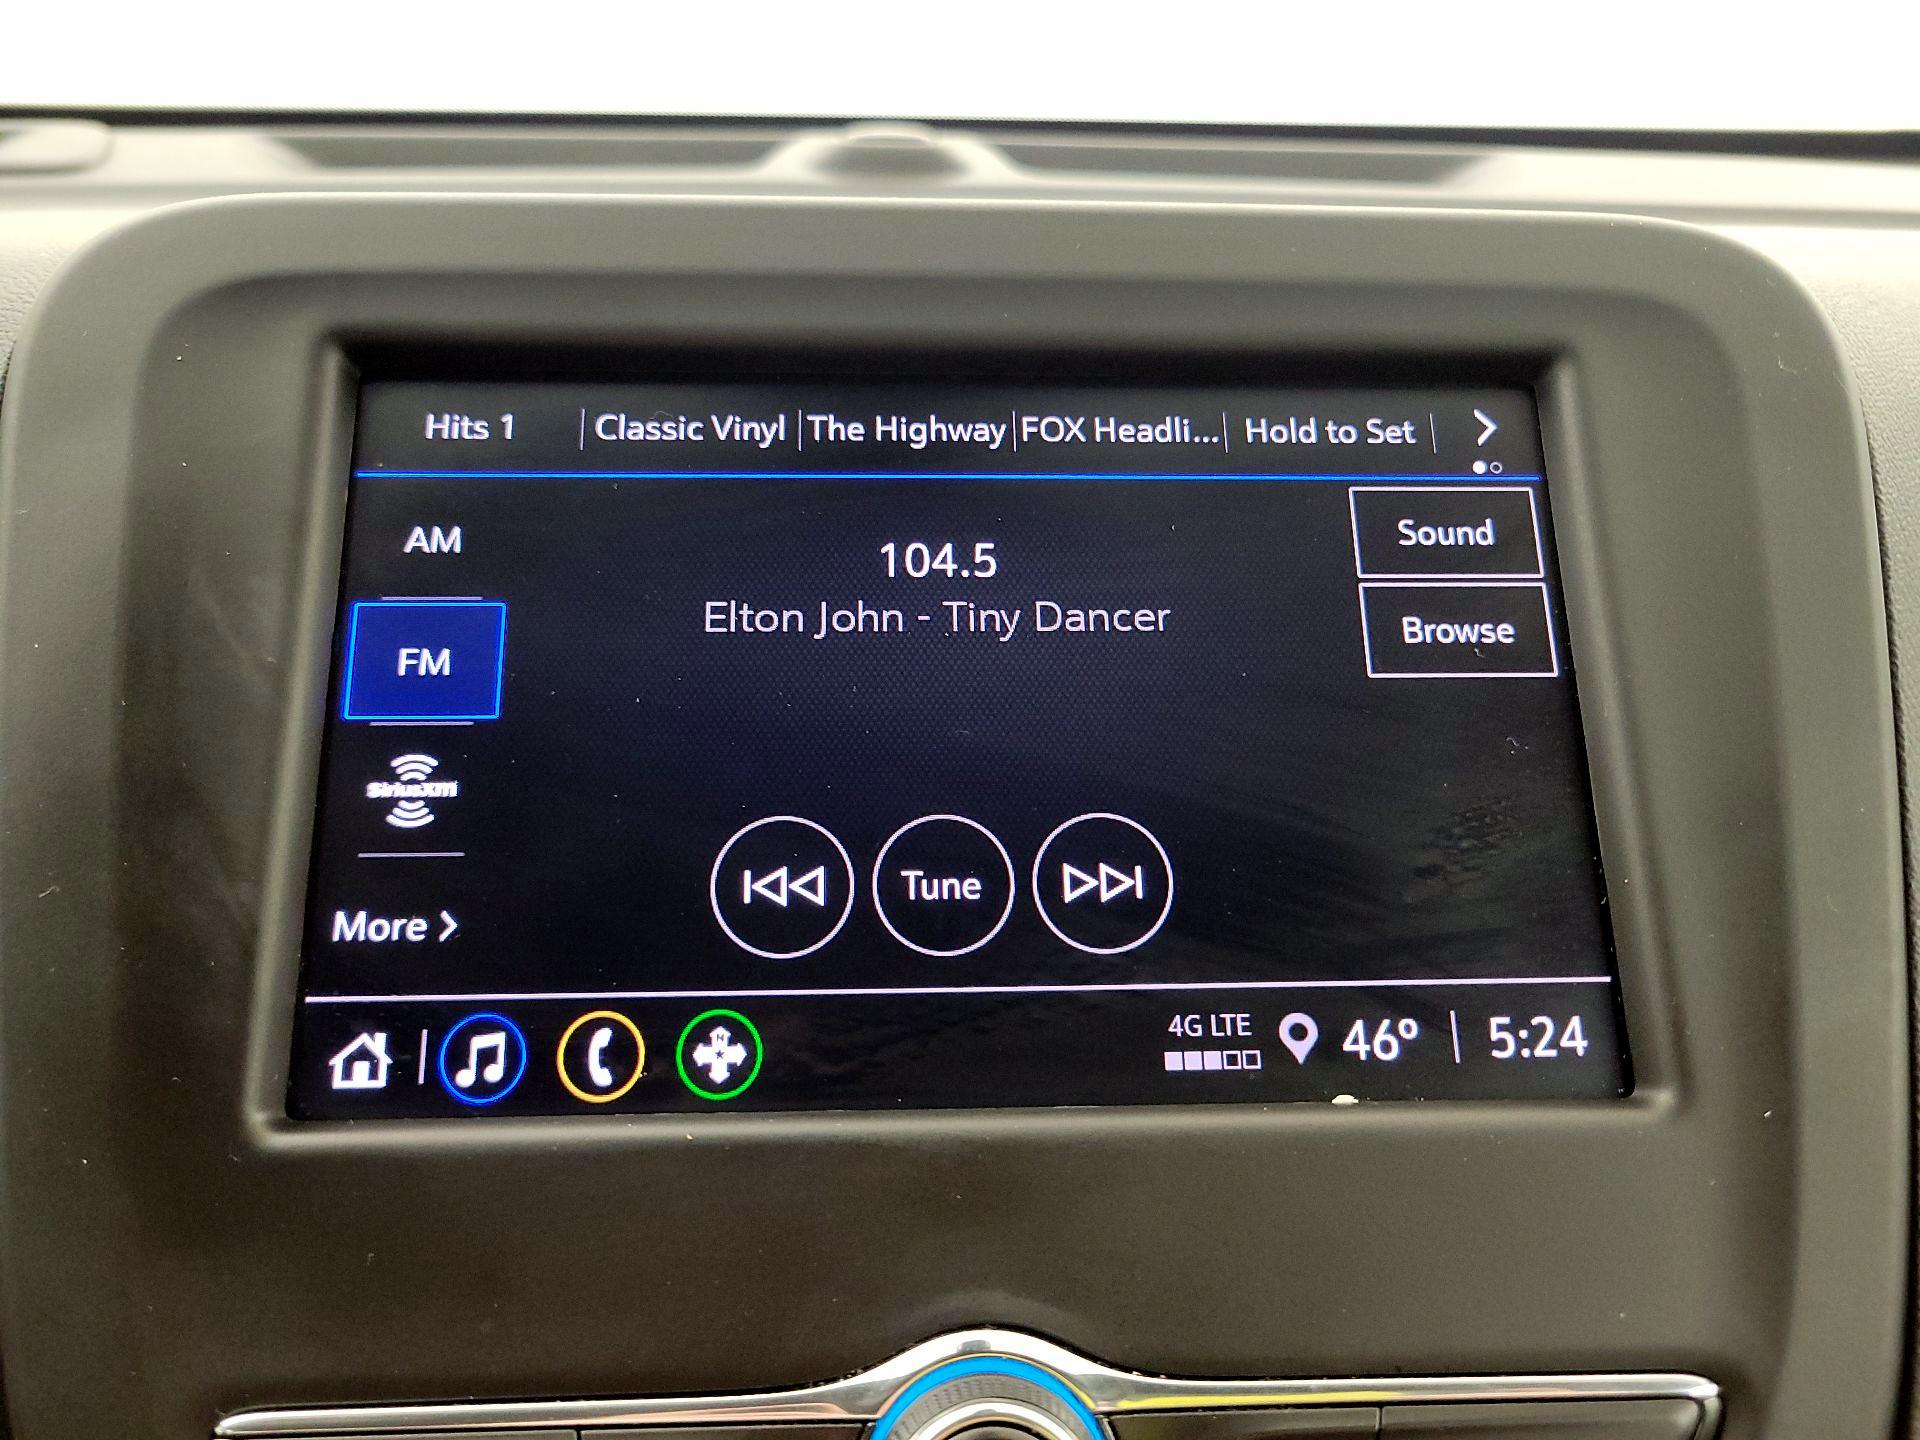 Hits 1 Classic Vinyl The Highway FOX Headli... Hold to Set
AM
FM
SiriusXM
More
104.5
Elton John - Tiny Dancer
Sound
Browse
Tune
N
4G LTE 46° 5:24